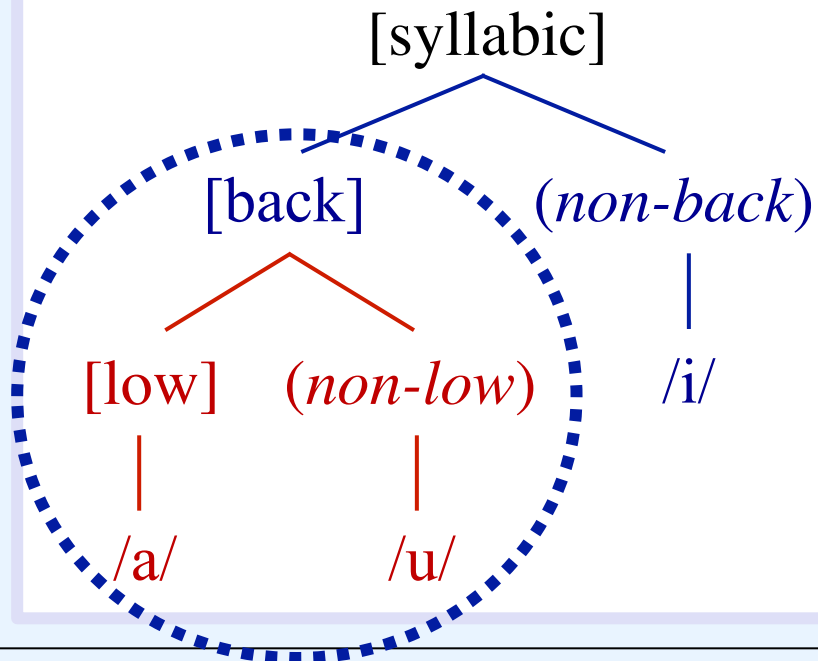 [syllabic]
[back] (non-back)
[low] (non-low) /i/
/a/ /u/